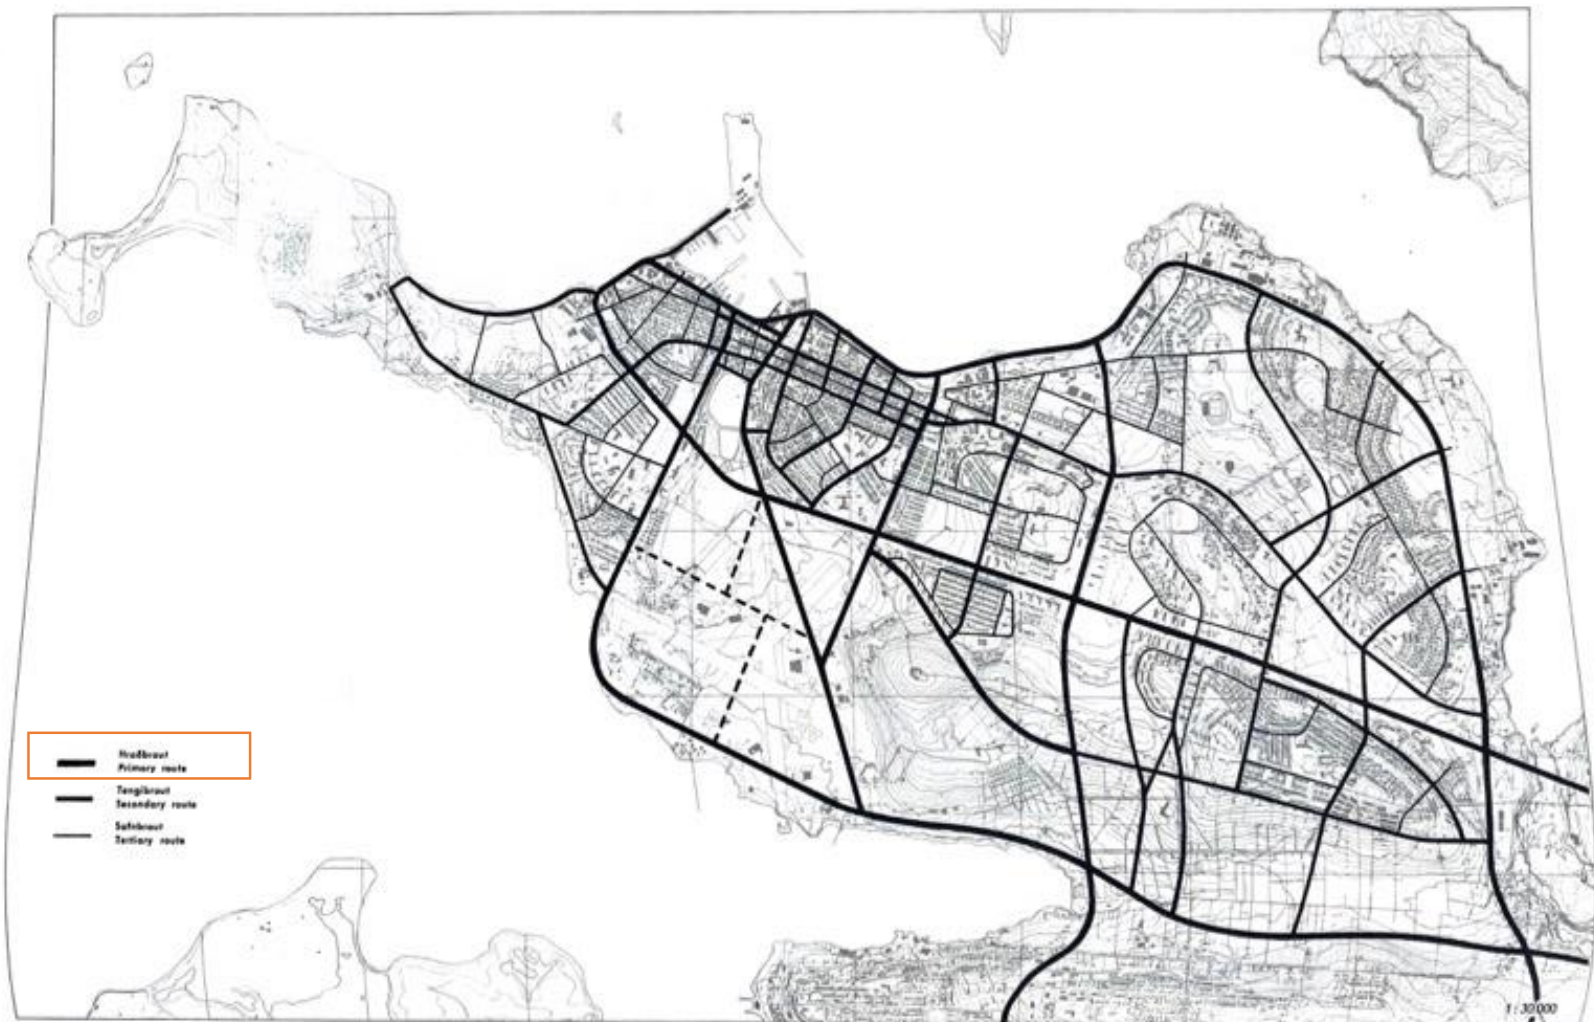 Hraðbraut
Primary route
Tengibraut
Secondary route
Safnbraut
Tertiary route
1 : 30 000